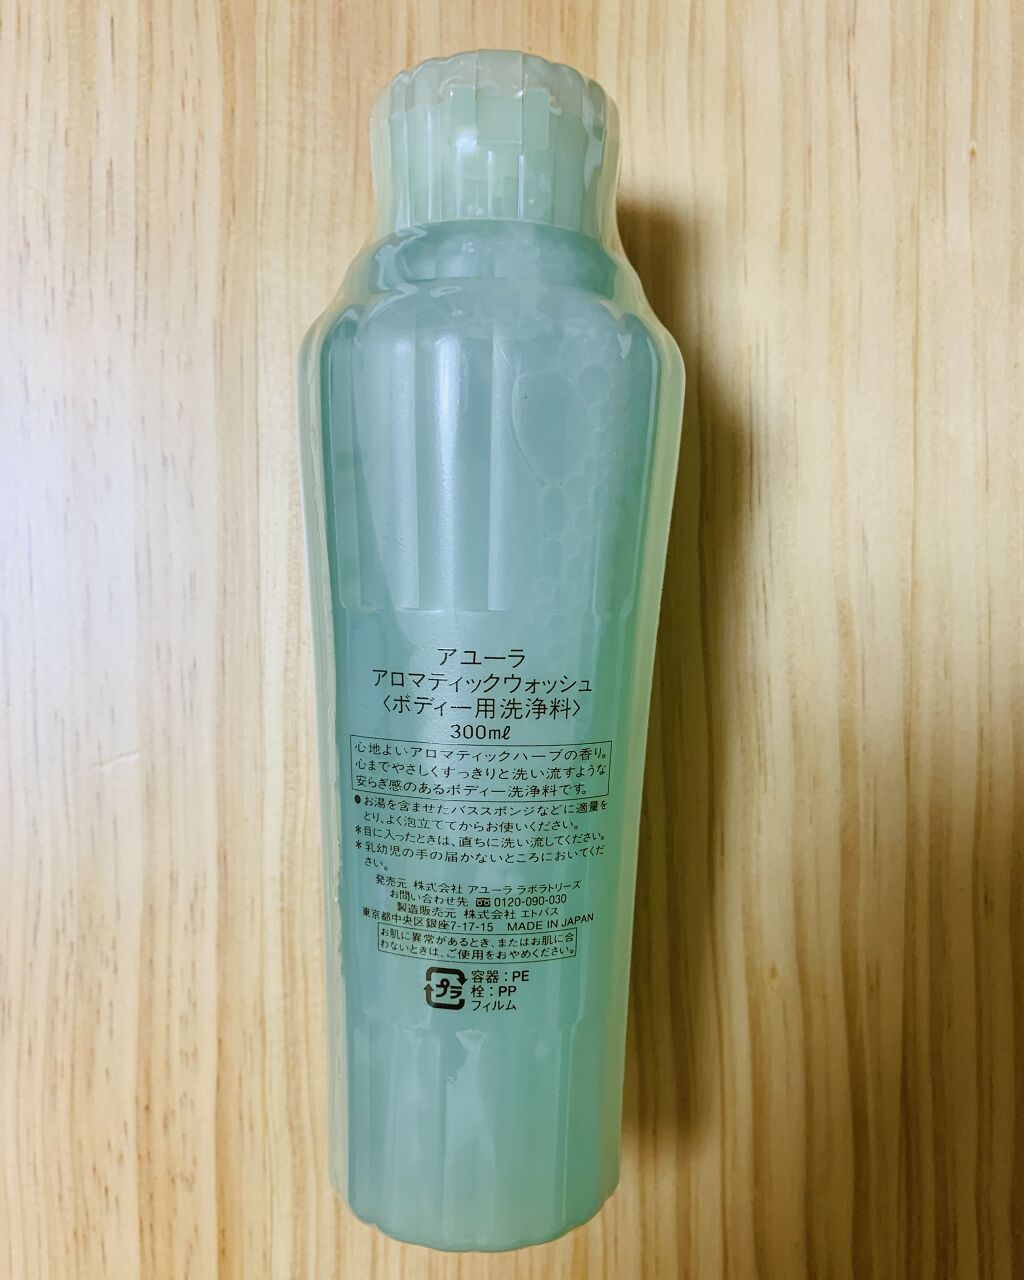 アユーラ
アロマティックウォッシュ
〈ボディー用洗浄料〉
300mℓ
心地よいアロマティックハーブの香り。
心までやさしくすっきりと洗い流すような
安らぎ感のあるボディー洗浄料です。
●お湯を含ませたバススポンジなどに適量を
とり、よく泡立ててからお使いください。
＊目に入ったときは、直ちに洗い流してください。
＊乳幼児の手の届かないところにおいてくだ
さい。
発売元 株式会社 アユーラ ラボラトリーズ
お問い合わせ先 0120-090-030
製造販売元 株式会社 エトバス
東京都中央区銀座7-17-15 MADE IN JAPAN
お肌に異常があるとき、またはお肌に合
わないときは、ご使用をおやめください。
プラ
容器：PE
栓：PP
フィルム